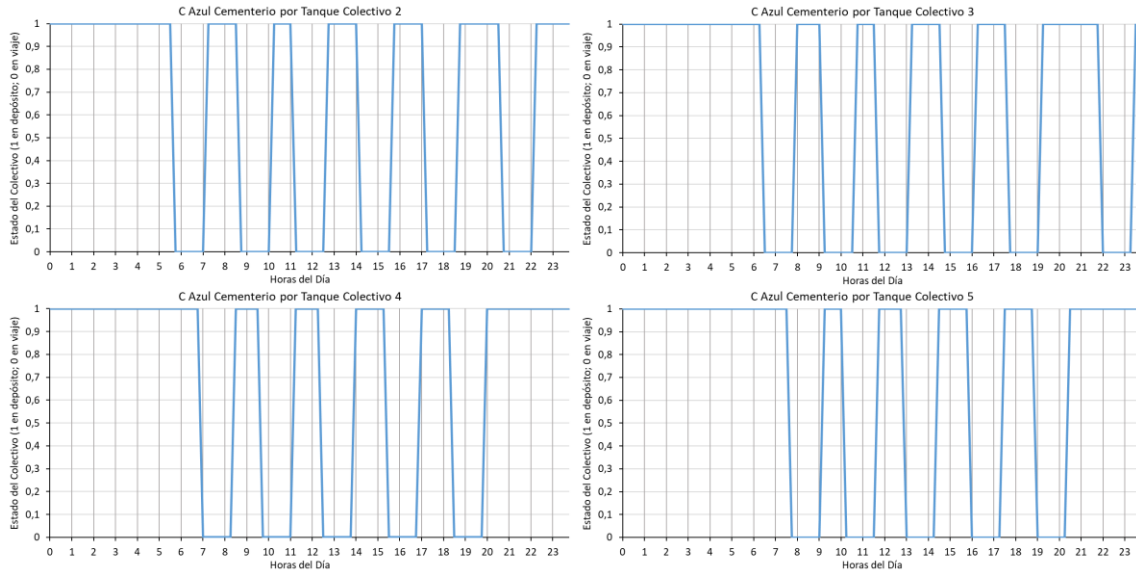 C Azul Cementerio por Tanque Colectivo 2
Estado del Colectivo (1 en depósito; 0 en viaje)
1
0,9
0,8
0,7
0,6
0,5
0,4
0,3
0,2
0,1
0
0 1 2 3 4 5 6 7 8 9 10 11 12 13 14 15 16 17 18 19 20 21 22 23
Horas del Día
C Azul Cementerio por Tanque Colectivo 3
Estado del Colectivo (1 en depósito; 0 en viaje)
1
0,9
0,8
0,7
0,6
0,5
0,4
0,3
0,2
0,1
0
0 1 2 3 4 5 6 7 8 9 10 11 12 13 14 15 16 17 18 19 20 21 22 23
Horas del Día
C Azul Cementerio por Tanque Colectivo 4
Estado del Colectivo (1 en depósito; 0 en viaje)
1
0,9
0,8
0,7
0,6
0,5
0,4
0,3
0,2
0,1
0
0 1 2 3 4 5 6 7 8 9 10 11 12 13 14 15 16 17 18 19 20 21 22 23
Horas del Día
C Azul Cementerio por Tanque Colectivo 5
Estado del Colectivo (1 en depósito; 0 en viaje)
1
0,9
0,8
0,7
0,6
0,5
0,4
0,3
0,2
0,1
0
0 1 2 3 4 5 6 7 8 9 10 11 12 13 14 15 16 17 18 19 20 21 22 23
Horas del Día